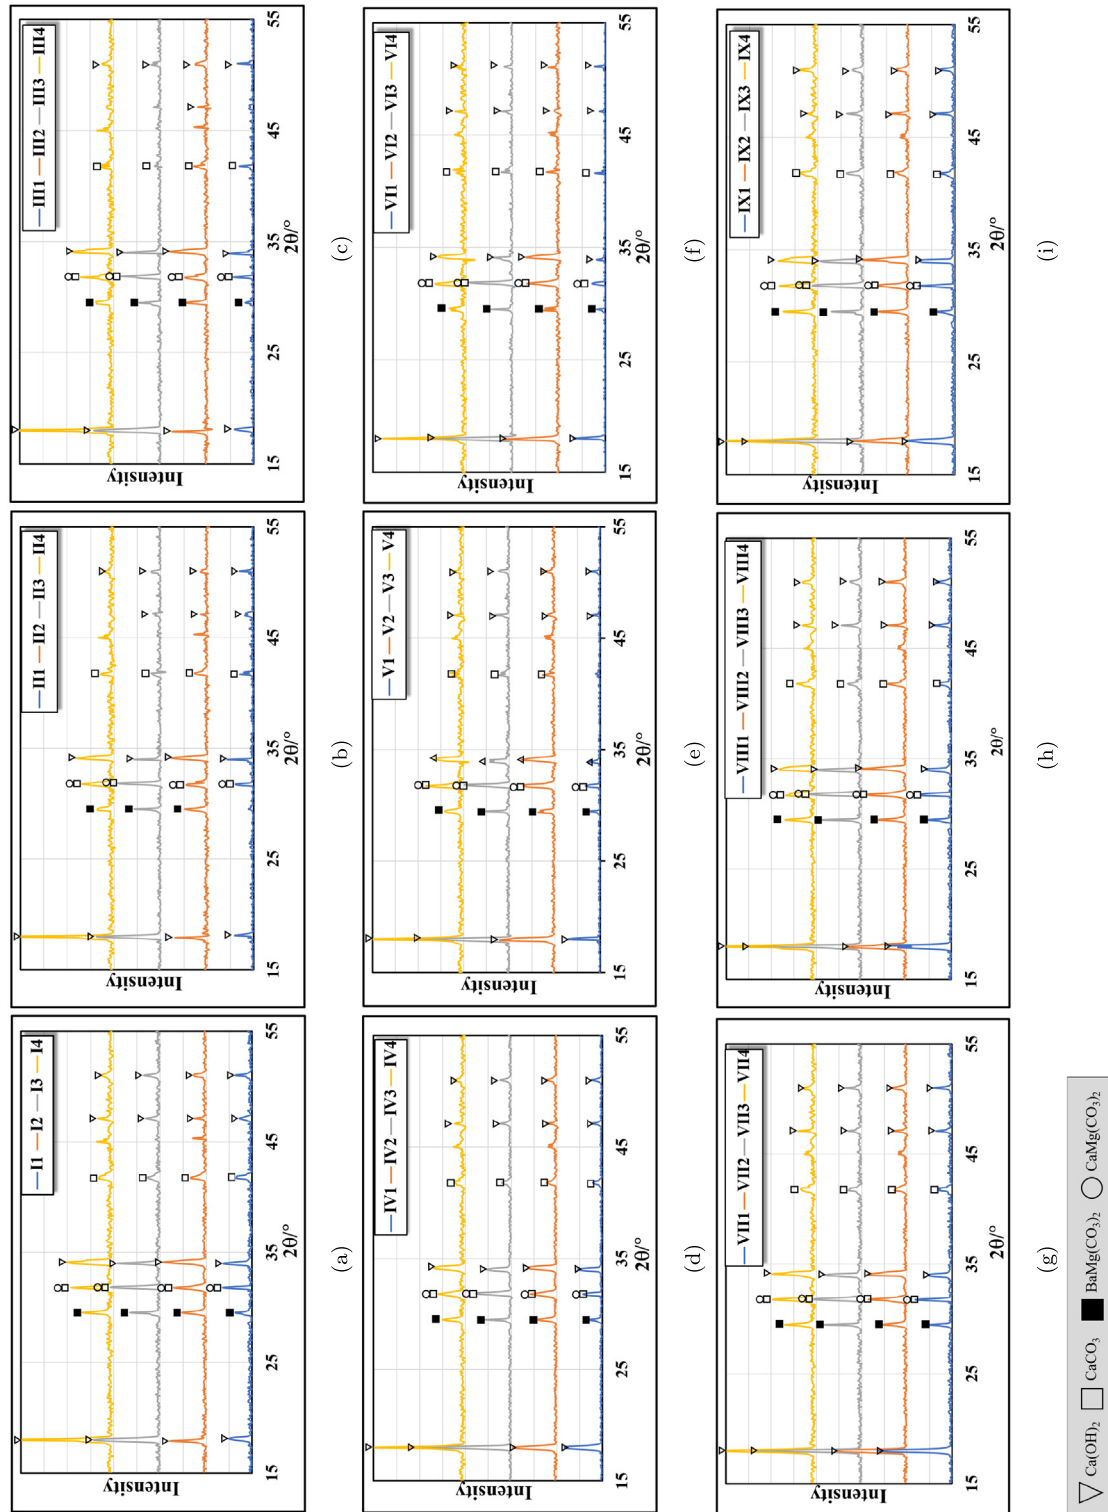 I1 I2 I3 I4
Intensity
15 25 35 45 55
2θ/°
(a)
II1 II2 II3 II4
Intensity
15 25 35 45 55
2θ/°
(b)
III1 III2 III3 III4
Intensity
15 25 35 45 55
2θ/°
(c)
IV1 IV2 IV3 IV4
Intensity
15 25 35 45 55
2θ/°
(d)
V1 V2 V3 V4
Intensity
15 25 35 45 55
2θ/°
(e)
VI1 VI2 VI3 VI4
Intensity
15 25 35 45 55
2θ/°
(f)
VII1 VII2 VII3 VII4
Intensity
15 25 35 45 55
2θ/°
(g)
VIII1 VIII2 VIII3 VIII4
Intensity
15 25 35 45 55
2θ/°
(h)
IX1 IX2 IX3 IX4
Intensity
15 25 35 45 55
2θ/°
(i)
Ca(OH)₂ CaCO₃ BaMg(CO₃)₂ CaMg(CO₃)₂